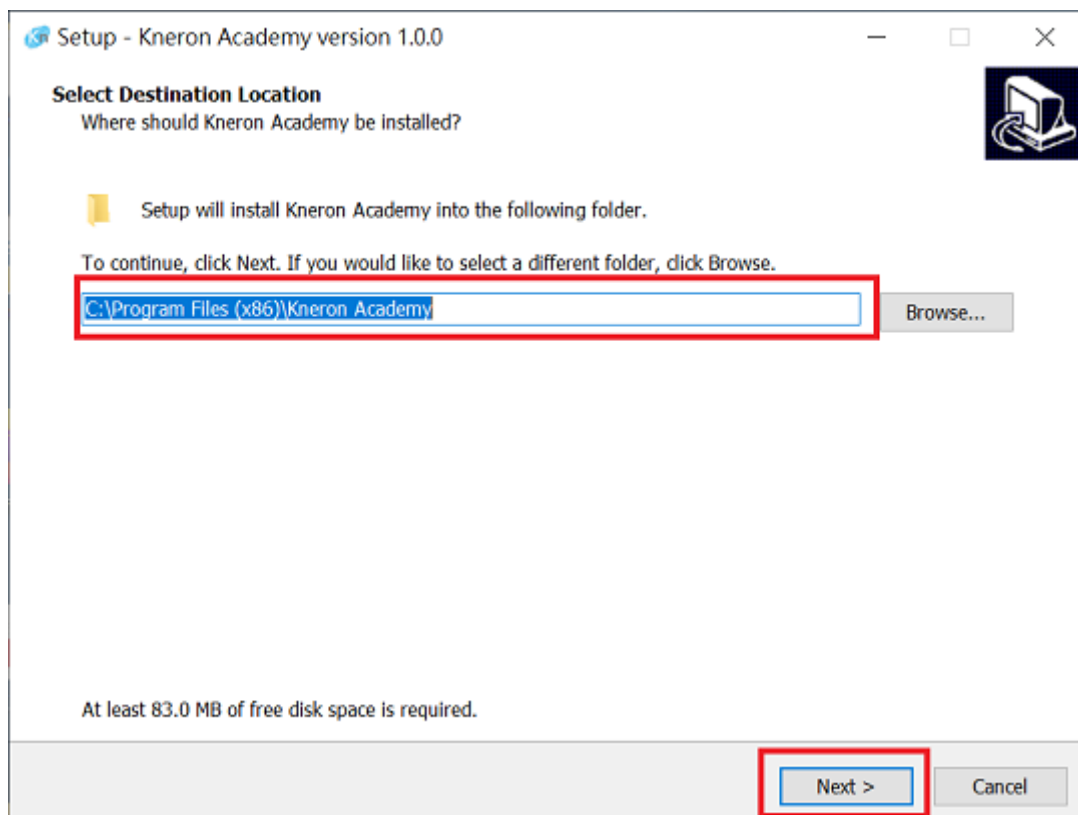 Setup - Kneron Academy version 1.0.0
Select Destination Location
Where should Kneron Academy be installed?
Setup will install Kneron Academy into the following folder.
To continue, click Next. If you would like to select a different folder, click Browse.
C:\Program Files (x86)\Kneron Academy
Browse...
At least 83.0 MB of free disk space is required.
Next >
Cancel